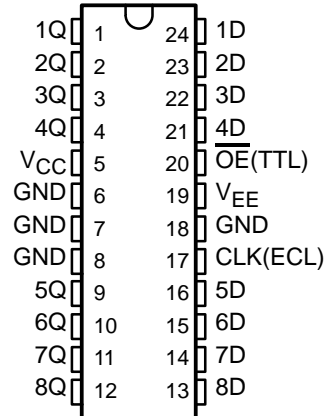 1Q 1 24 1D
2Q 2 23 2D
3Q 3 22 3D
4Q 4 21 4D
VCC 5 20 OE(TTL)
GND 6 19 VEE
GND 7 18 GND
GND 8 17 CLK(ECL)
5Q 9 16 5D
6Q 10 15 6D
7Q 11 14 7D
8Q 12 13 8D